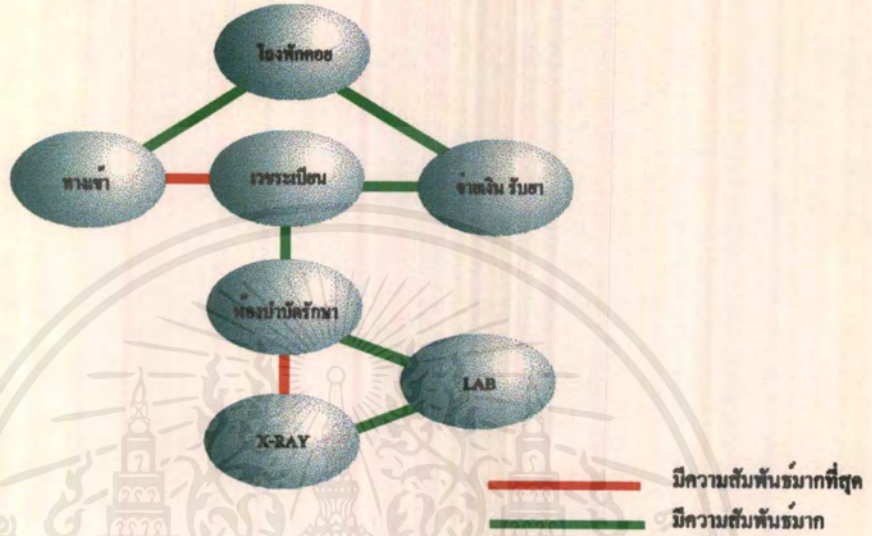 โถงพักคอย
ทางเข้า
เวชระเบียน
จ่ายเงิน รับยา
ห้องบำบัดรักษา
LAB
X-RAY
มีความสัมพันธ์มากที่สุด
มีความสัมพันธ์มาก